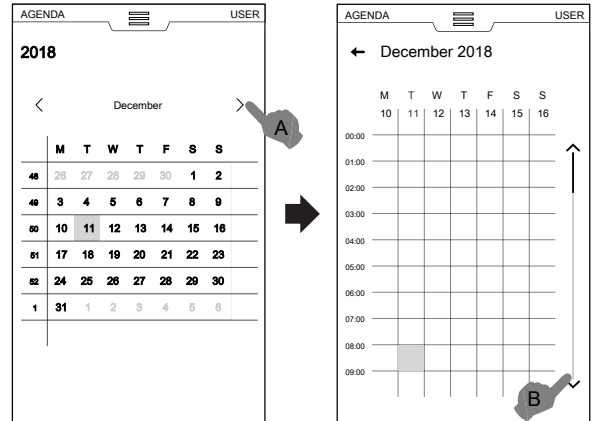 AGENDA USER
2018
December
A
M T W T F S S
48 26 27 28 29 30 1 2
49 3 4 5 6 7 8 9
50 10 11 12 13 14 15 16
51 17 18 19 20 21 22 23
52 24 25 26 27 28 29 30
1 31 1 2 3 4 5 6
AGENDA USER
December 2018
M T W T F S S
10 11 12 13 14 15 16
00:00
01:00
02:00
03:00
04:00
05:00
06:00
07:00
08:00
09:00
B